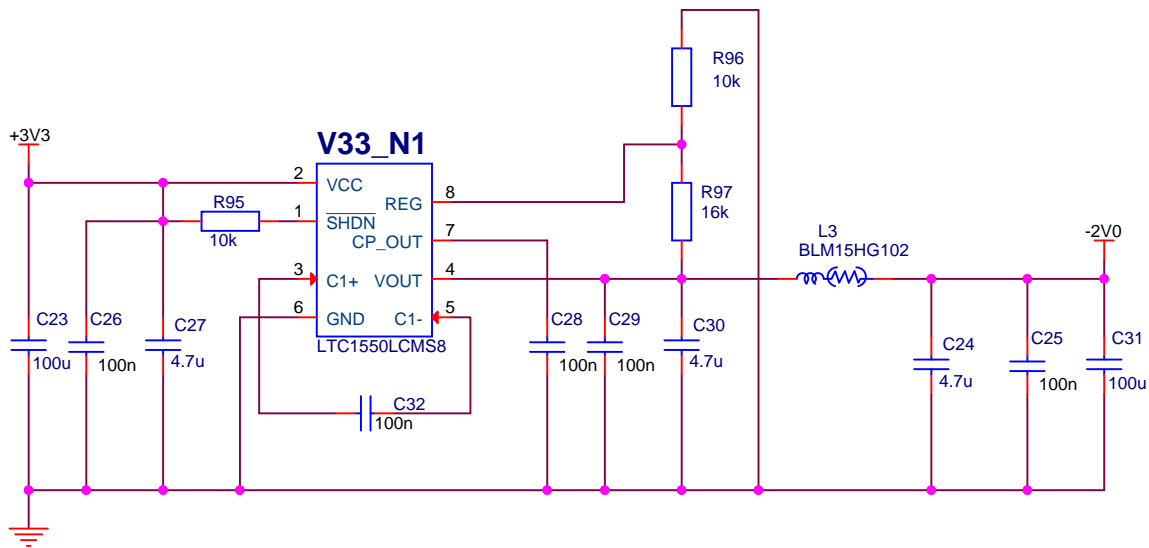 R96
10k
+3V3
V33_N1
2
VCC
8
REG
R97
16k
R95
10k
1
SHDN
7
CP_OUT
L3
BLM15HG102
-2V0
3
C1+
VOUT
4
6
GND
C1-
5
LTC1550LCMS8
C23
100u
C26
100n
C27
4.7u
C28
100n
C29
100n
C30
4.7u
C24
4.7u
C25
100n
C31
100u
C32
100n